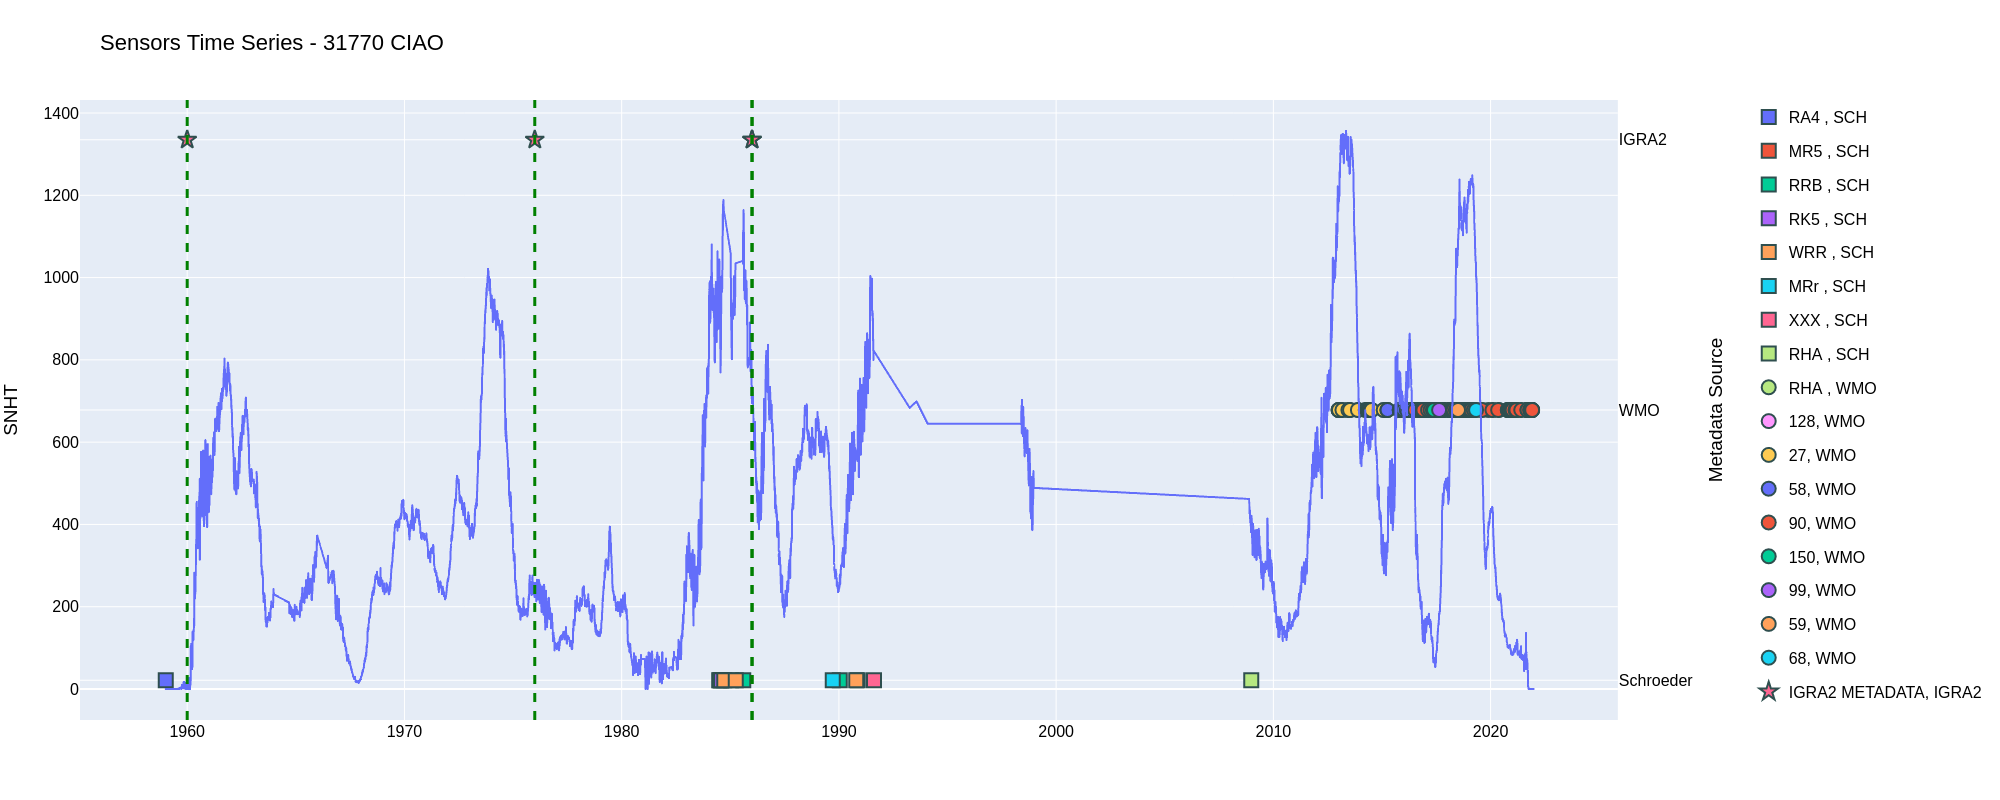 Sensors Time Series - 31770 CIAO
SNHT
1400
1200
1000
800
600
400
200
0
1960
1970
1980
1990
2000
2010
2020
IGRA2
WMO
Schroeder
Metadata Source
RA4 , SCH
MR5 , SCH
RRB , SCH
RK5 , SCH
WRR , SCH
MRr , SCH
XXX , SCH
RHA , SCH
RHA , WMO
128, WMO
27, WMO
58, WMO
90, WMO
150, WMO
99, WMO
59, WMO
68, WMO
IGRA2 METADATA, IGRA2